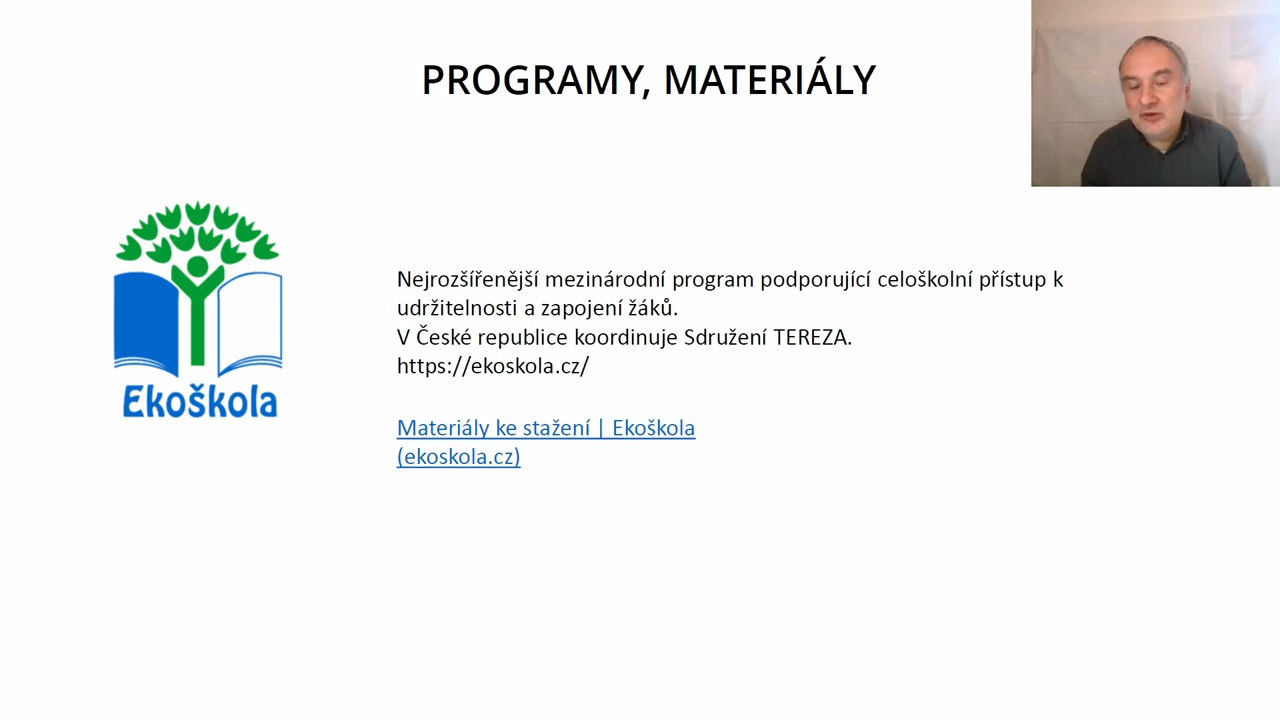 PROGRAMY, MATERIÁLY
Nejrozšířenější mezinárodní program podporující celoškolní přístup k
udržitelnosti a zapojení žáků.
V České republice koordinuje Sdružení TEREZA.
https://ekoskola.cz/
Ekoškola
Materiály ke stažení | Ekoškola
(ekoskola.cz)